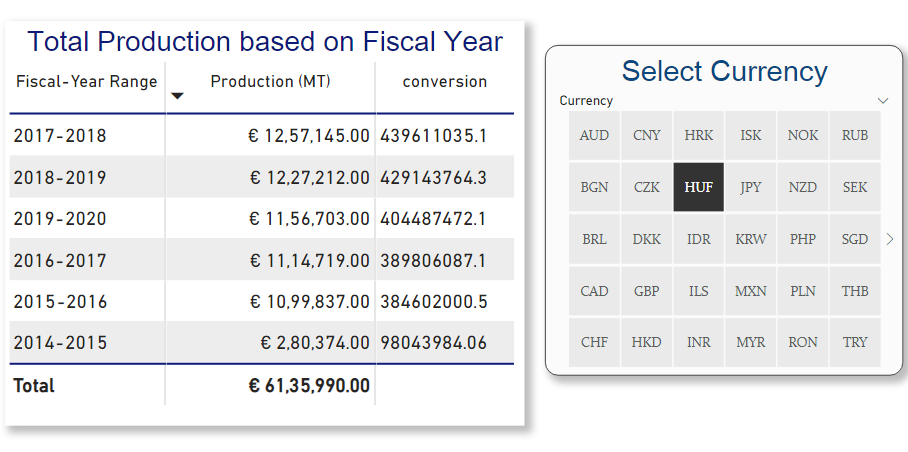 Total Production based on Fiscal Year
Fiscal-Year Range Production (MT) conversion
2017-2018 € 12,57,145.00 439611035.1
2018-2019 € 12,27,212.00 429143764.3
2019-2020 € 11,56,703.00 404487472.1
2016-2017 € 11,14,719.00 389806087.1
2015-2016 € 10,99,837.00 384602000.5
2014-2015 € 2,80,374.00 98043984.06
Total € 61,35,990.00
Select Currency
Currency
AUD CNY HRK ISK NOK RUB
BGN CZK HUF JPY NZD SEK
BRL DKK IDR KRW PHP SGD
CAD GBP ILS MXN PLN THB
CHF HKD INR MYR RON TRY